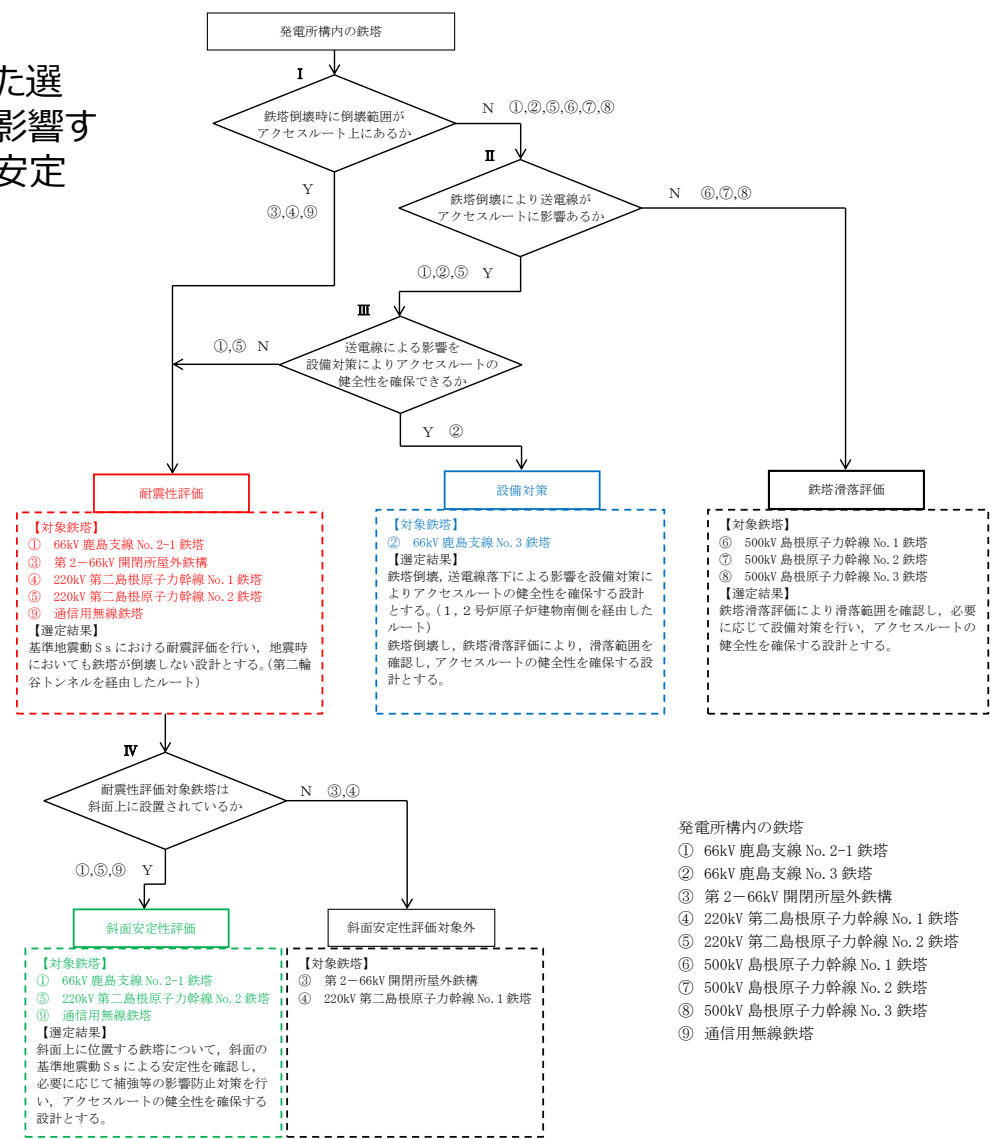 た選
影響す
安定
発電所構内の鉄塔
Ⅰ
鉄塔倒壊時に倒壊範囲が
アクセスルート上にあるか
N ①,②,⑤,⑥,⑦,⑧
Y
③,④,⑨
Ⅱ
鉄塔倒壊により送電線が
アクセスルートに影響あるか
N ⑥,⑦,⑧
①,②,⑤ Y
Ⅲ
送電線による影響を
設備対策によりアクセスルートの
健全性を確保できるか
①,⑤ N
Y ②
耐震性評価
【対象鉄塔】
① 66kV 鹿島支線 No.2-1 鉄塔
③ 第2-66kV 開閉所屋外鉄構
④ 220kV 第二島根原子力幹線 No.1 鉄塔
⑤ 220kV 第二島根原子力幹線 No.2 鉄塔
⑨ 通信用無線鉄塔
【選定結果】
基準地震動Ssにおける耐震評価を行い,地震時
においても鉄塔が倒壊しない設計とする。(第二輪
谷トンネルを経由したルート)
設備対策
【対象鉄塔】
② 66kV 鹿島支線 No.3 鉄塔
【選定結果】
鉄塔倒壊,送電線落下による影響を設備対策に
よりアクセスルートの健全性を確保する設計
とする。(1,2号炉原子炉建物南側を経由した
ルート)
鉄塔倒壊し,鉄塔滑落評価により,滑落範囲を
確認し,アクセスルートの健全性を確保する設
計とする。
鉄塔滑落評価
【対象鉄塔】
⑥ 500kV 島根原子力幹線 No.1 鉄塔
⑦ 500kV 島根原子力幹線 No.2 鉄塔
⑧ 500kV 島根原子力幹線 No.3 鉄塔
【選定結果】
鉄塔滑落評価により滑落範囲を確認し,必要
に応じて設備対策を行い,アクセスルートの
健全性を確保する設計とする。
Ⅳ
耐震性評価対象鉄塔は
斜面上に設置されているか
N ③,④
①,⑤,⑨ Y
斜面安定性評価
【対象鉄塔】
① 66kV 鹿島支線 No.2-1 鉄塔
⑤ 220kV 第二島根原子力幹線 No.2 鉄塔
⑨ 通信用無線鉄塔
【選定結果】
斜面上に位置する鉄塔について,斜面の
基準地震動Ssによる安定性を確認し,
必要に応じて補強等の影響防止対策を行
い,アクセスルートの健全性を確保する
設計とする。
斜面安定性評価対象外
【対象鉄塔】
③ 第2-66kV 開閉所屋外鉄構
④ 220kV 第二島根原子力幹線 No.1 鉄塔
発電所構内の鉄塔
① 66kV 鹿島支線 No.2-1 鉄塔
② 66kV 鹿島支線 No.3 鉄塔
③ 第2-66kV 開閉所屋外鉄構
④ 220kV 第二島根原子力幹線 No.1 鉄塔
⑤ 220kV 第二島根原子力幹線 No.2 鉄塔
⑥ 500kV 島根原子力幹線 No.1 鉄塔
⑦ 500kV 島根原子力幹線 No.2 鉄塔
⑧ 500kV 島根原子力幹線 No.3 鉄塔
⑨ 通信用無線鉄塔